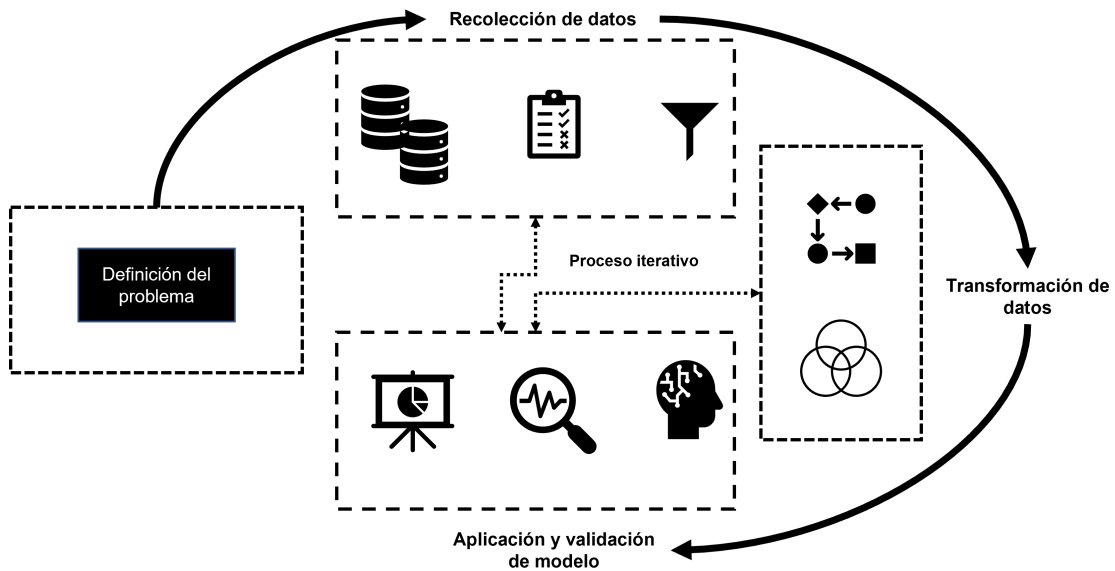 Recolección de datos
Definición del
problema
Proceso iterativo
Transformación de
datos
Aplicación y validación
de modelo